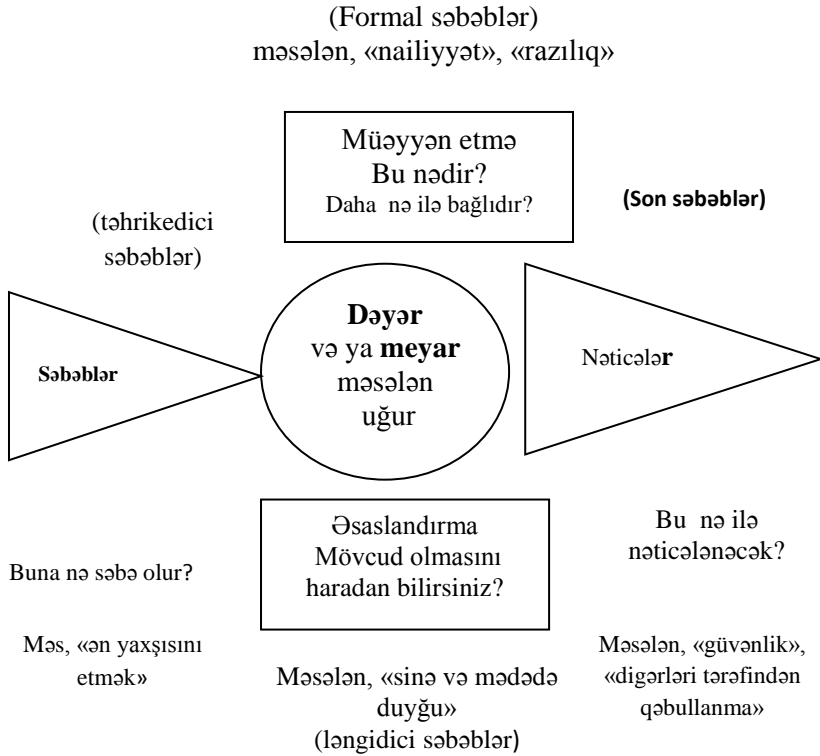 (Formal səbəblər)
məsələn, «nailiyyət», «razılıq»
Müəyyən etmə
Bu nədir?
Daha nə ilə bağlıdır?
(Son səbəblər)
(təhrikedici
səbəblər)
Dəyər
və ya meyar
məsələn
uğur
Səbəblər
Nəticələr
Əsaslandırma
Mövcud olmasını
haradan bilirsiniz?
Bu nə ilə
nəticələnəcək?
Buna nə səbə olur?
Məs, «ən yaxşısını
etmək»
Məsələn, «sinə və mədədə
duyğu»
(ləngidici səbəblər)
Məsələn, «güvənlik»,
«digərləri tərəfindən
qəbullanma»